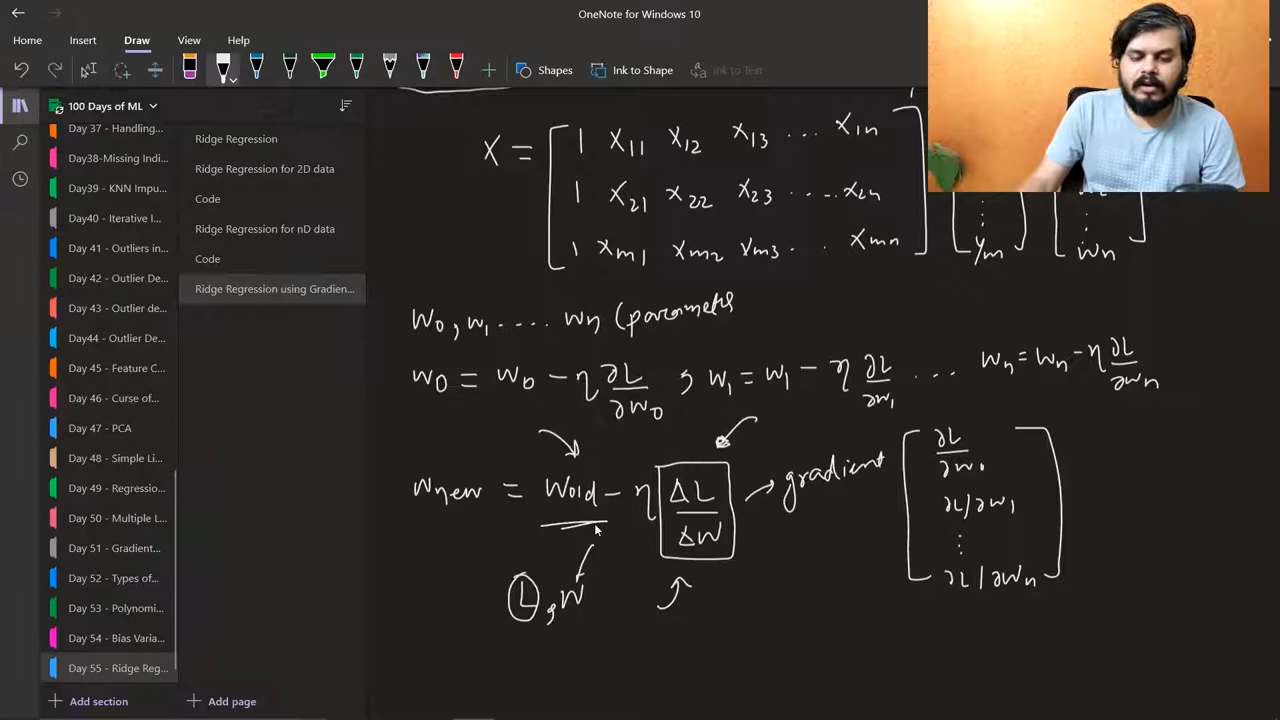 OneNote for Windows 10
Home Insert Draw View Help
Shapes Ink to Shape Ink to Text
100 Days of ML
Day 37 - Handling...
Day38-Missing Indi...
Day39 - KNN Impu...
Day40 - Iterative I...
Day 41 - Outliers in...
Day 42 - Outlier De...
Day 43 - Outlier de...
Day44 - Outlier De...
Day 45 - Feature C...
Day 46 - Curse of...
Day 47 - PCA
Day 48 - Simple Li...
Day 49 - Regressio...
Day 50 - Multiple L...
Day 51 - Gradient...
Day 52 - Types of...
Day 53 - Polynomi...
Day 54 - Bias Varia...
Day 55 - Ridge Reg...
Add section
Ridge Regression
Ridge Regression for 2D data
Code
Ridge Regression for nD data
Code
Ridge Regression using Gradien...
Add page
X = [ 1 x11 x12 x13 ... x1n
1 x21 x22 x23 ..... x2n
1 xm1 xm2 xm3 . . . xmn ] [ ⋮ ym ] [ ⋮ wn ]
w0, w1 ..... wn (parameters
w0 = w0 - η ∂L/∂w0 , w1 = w1 - η ∂L/∂w1 ... wn = wn - η ∂L/∂wn
wnew = wold - η ΔL/Δw → gradient [ ∂L/∂w0
∂L/∂w1
⋮
∂L/∂wn ]
L, w